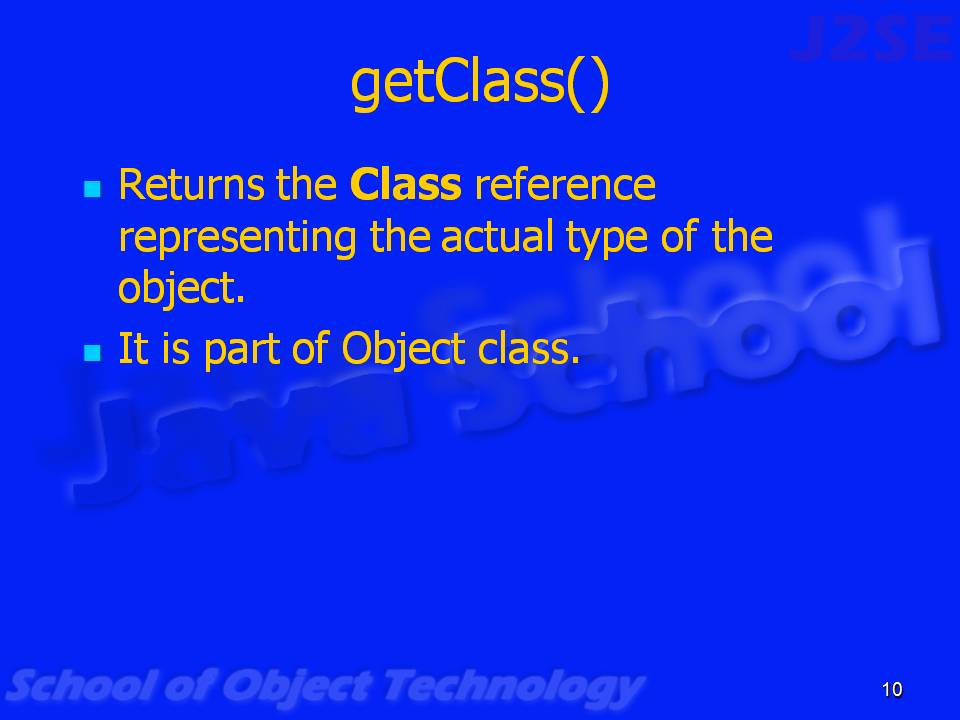 J2SE
getClass()
Returns the Class reference
representing the actual type of the
object.
It is part of Object class.
Java School
School of Object Technology
10